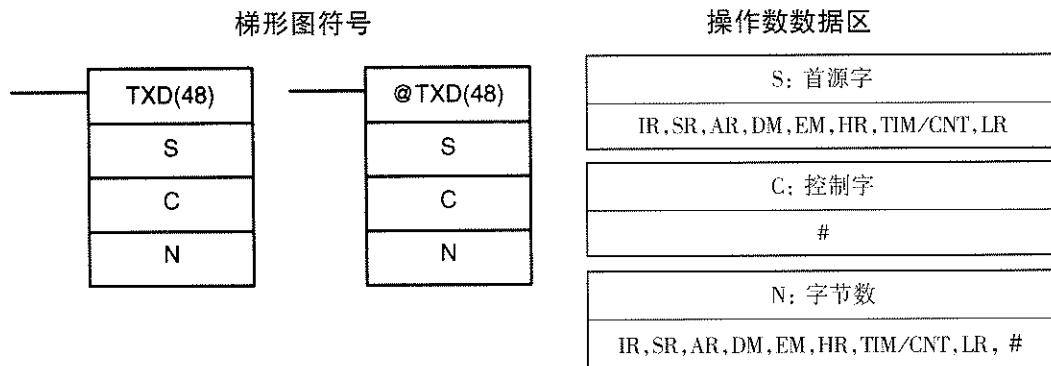 梯形图符号
TXD(48)
S
C
N
@TXD(48)
S
C
N
操作数数据区
S: 首源字
IR,SR,AR,DM,EM,HR,TIM/CNT,LR
C: 控制字
#
N: 字节数
IR,SR,AR,DM,EM,HR,TIM/CNT,LR, #